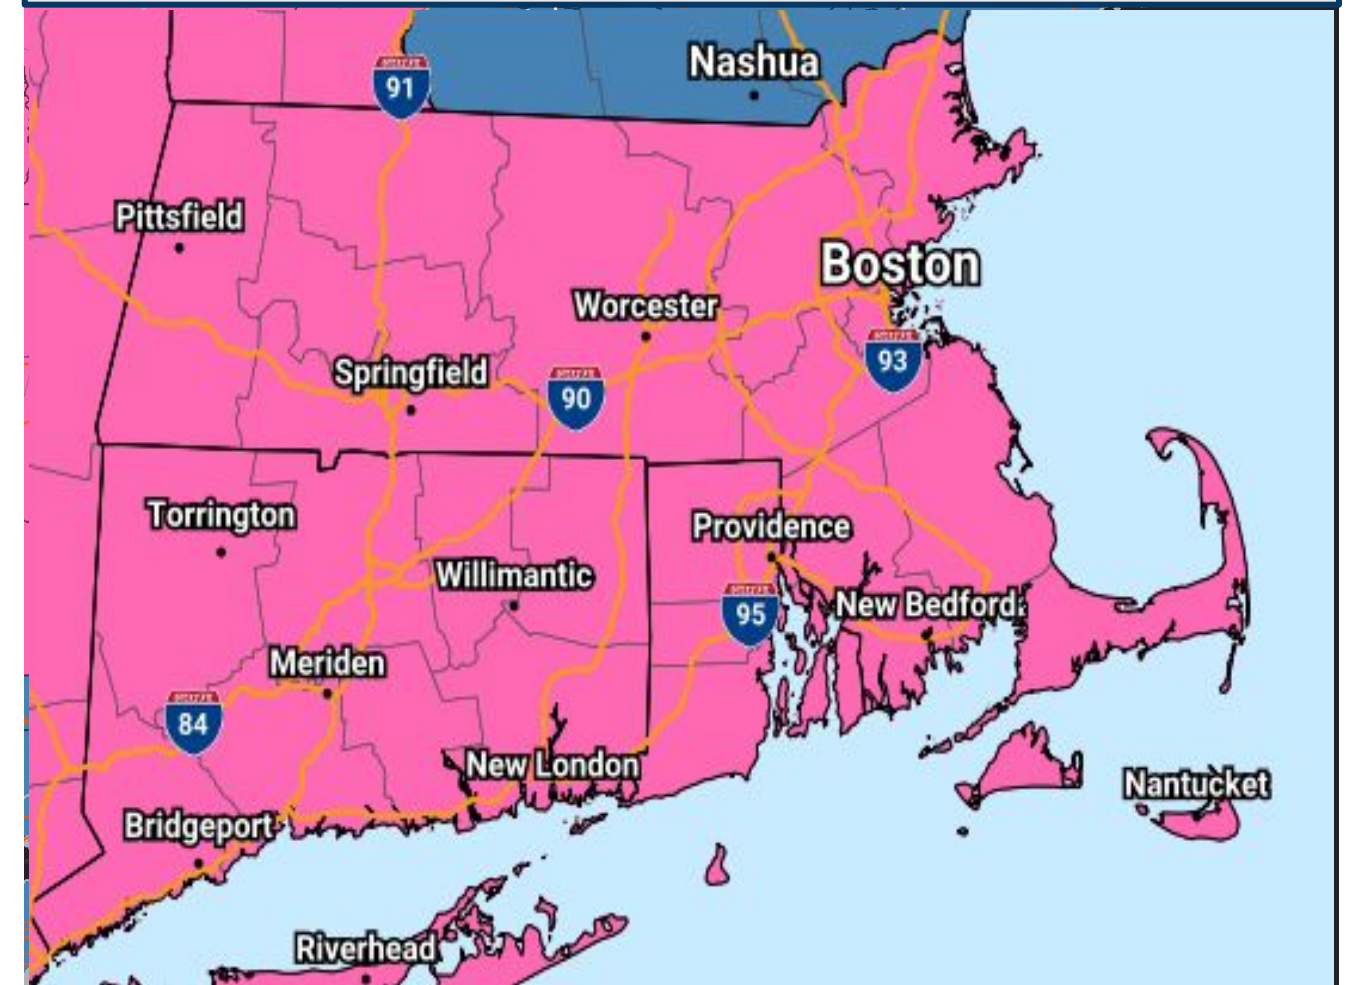 Nashua
91
Pittsfield
Boston
Worcester
93
Springfield
90
Torrington
Providence
Willimantic
95
New Bedford
Meriden
84
New London
Nantucket
Bridgeport
Riverhead